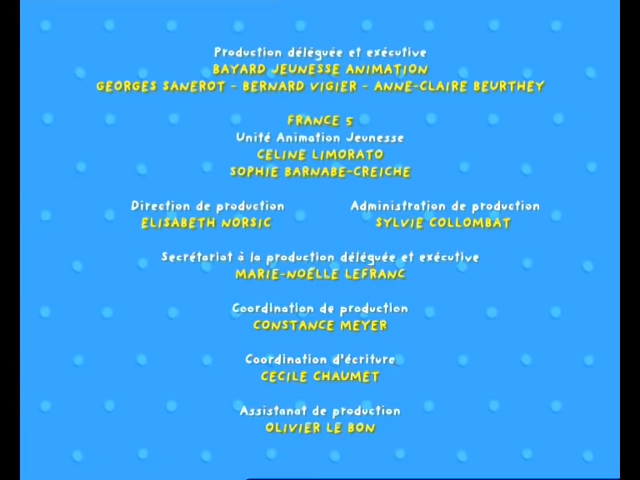 Production déléguée et exécutive
BAYARD JEUNESSE ANIMATION
GEORGES SANEROT - BERNARD VIGIER - ANNE-CLAIRE BEURTHEY
FRANCE 5
Unité Animation Jeunesse
CELINE LIMORATO
SOPHIE BARNABE-CREICHE
Direction de production
ELISABETH NORSIC
Administration de production
SYLVIE COLLOMBAT
Secrétariat à la production déléguée et exécutive
MARIE-NOËLLE LEFRANC
Coordination de production
CONSTANCE MEYER
Coordination d'écriture
CECILE CHAUMET
Assistanat de production
OLIVIER LE BON